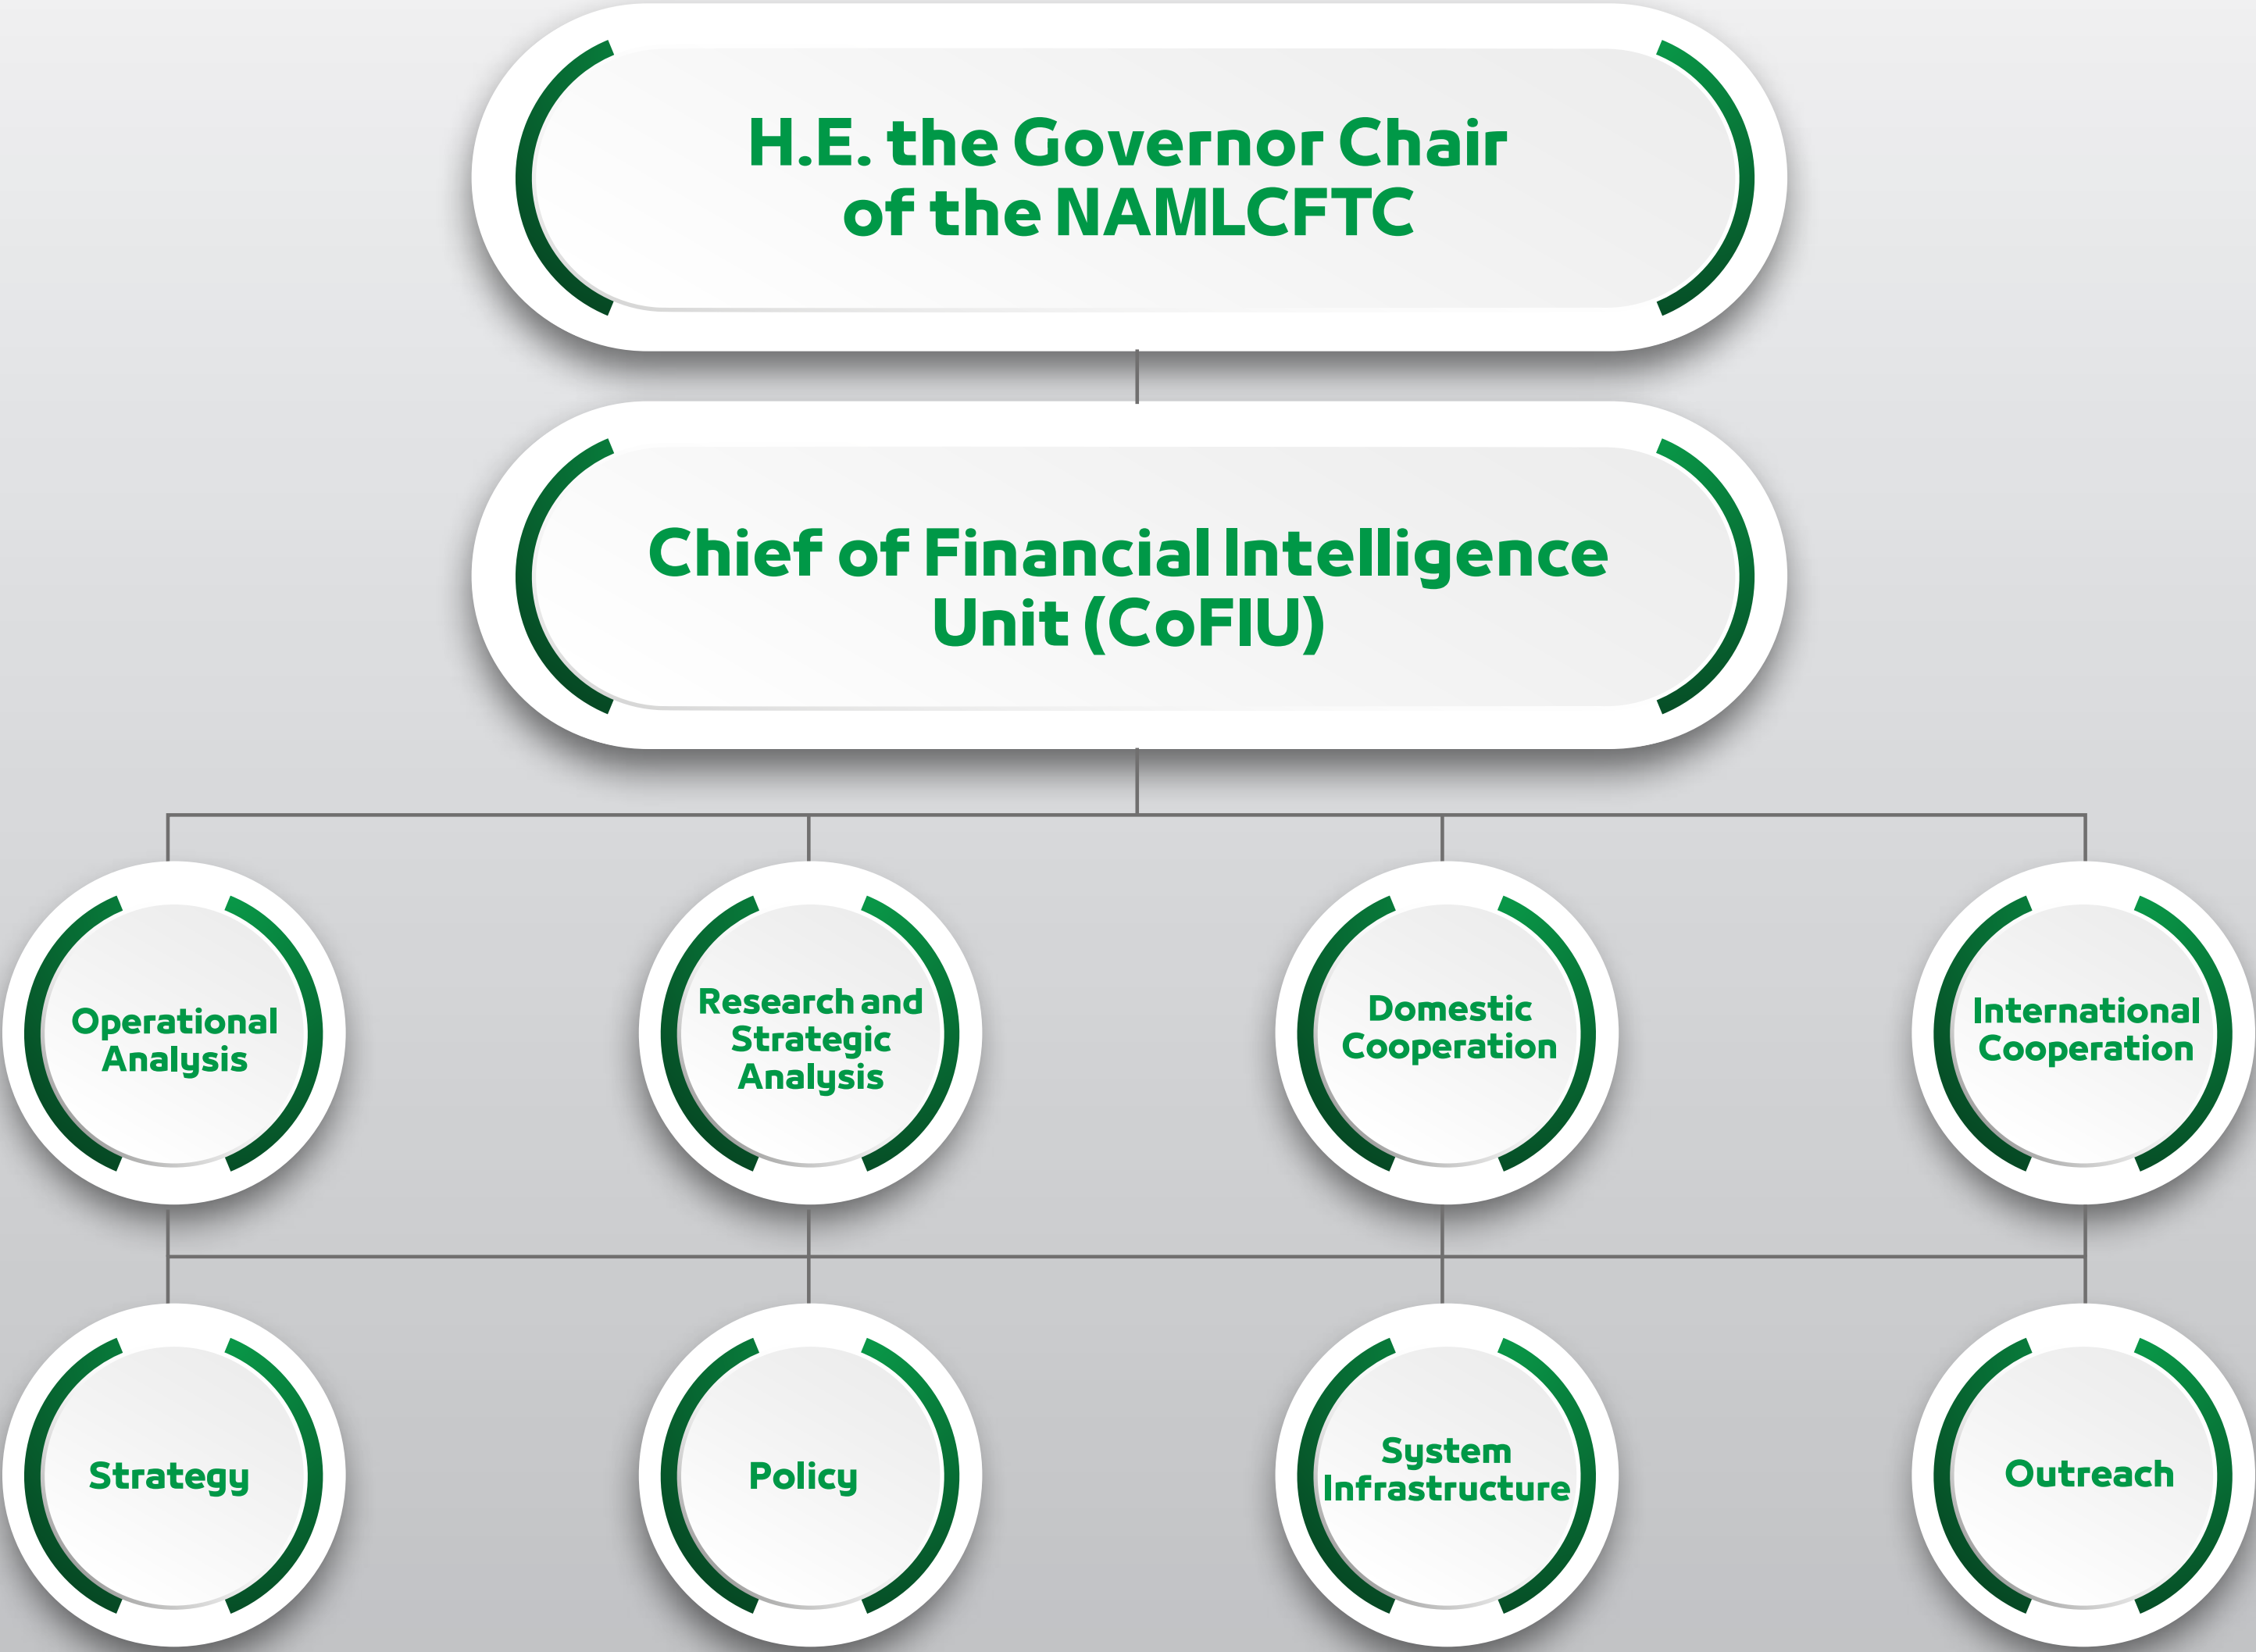 H.E. the Governor Chair
of the NAMLCFTC
Chief of Financial Intelligence
Unit (CoFIU)
Operational
Analysis
Research and
Strategic
Analysis
Domestic
Cooperation
International
Cooperation
Strategy
Policy
System
Infrastructure
Outreach